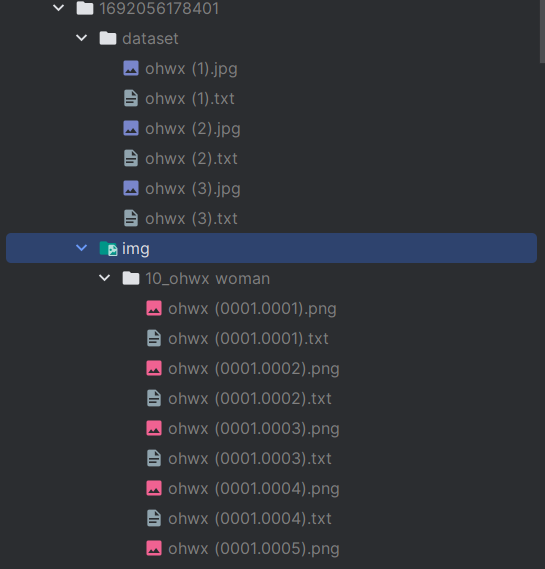 1692056178401
dataset
ohwx (1).jpg
ohwx (1).txt
ohwx (2).jpg
ohwx (2).txt
ohwx (3).jpg
ohwx (3).txt
img
10_ohwx woman
ohwx (0001.0001).png
ohwx (0001.0001).txt
ohwx (0001.0002).png
ohwx (0001.0002).txt
ohwx (0001.0003).png
ohwx (0001.0003).txt
ohwx (0001.0004).png
ohwx (0001.0004).txt
ohwx (0001.0005).png